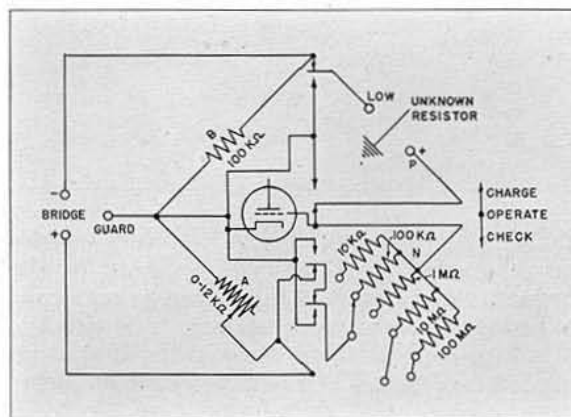 LOW
UNKNOWN
RESISTOR
B
100 KΩ
-
BRIDGE
+
GUARD
+
P
CHARGE
OPERATE
CHECK
A
0-12 KΩ
10 KΩ
100 KΩ
N
1 MΩ
10 MΩ
100 MΩ